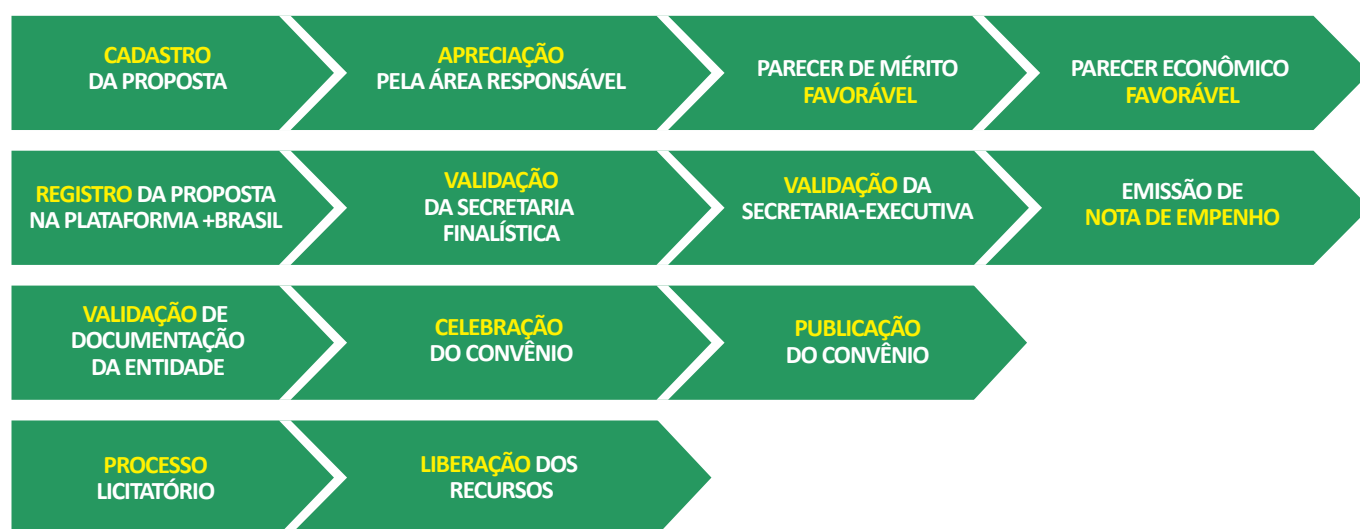 CADASTRO
DA PROPOSTA
APRECIAÇÃO
PELA ÁREA RESPONSÁVEL
PARECER DE MÉRITO
FAVORÁVEL
PARECER ECONÔMICO
FAVORÁVEL
REGISTRO DA PROPOSTA
NA PLATAFORMA +BRASIL
VALIDAÇÃO
DA SECRETARIA
FINALÍSTICA
VALIDAÇÃO DA
SECRETARIA-EXECUTIVA
EMISSÃO DE
NOTA DE EMPENHO
VALIDAÇÃO DE
DOCUMENTAÇÃO
DA ENTIDADE
CELEBRAÇÃO
DO CONVÊNIO
PUBLICAÇÃO
DO CONVÊNIO
PROCESSO
LICITATÓRIO
LIBERAÇÃO DOS
RECURSOS